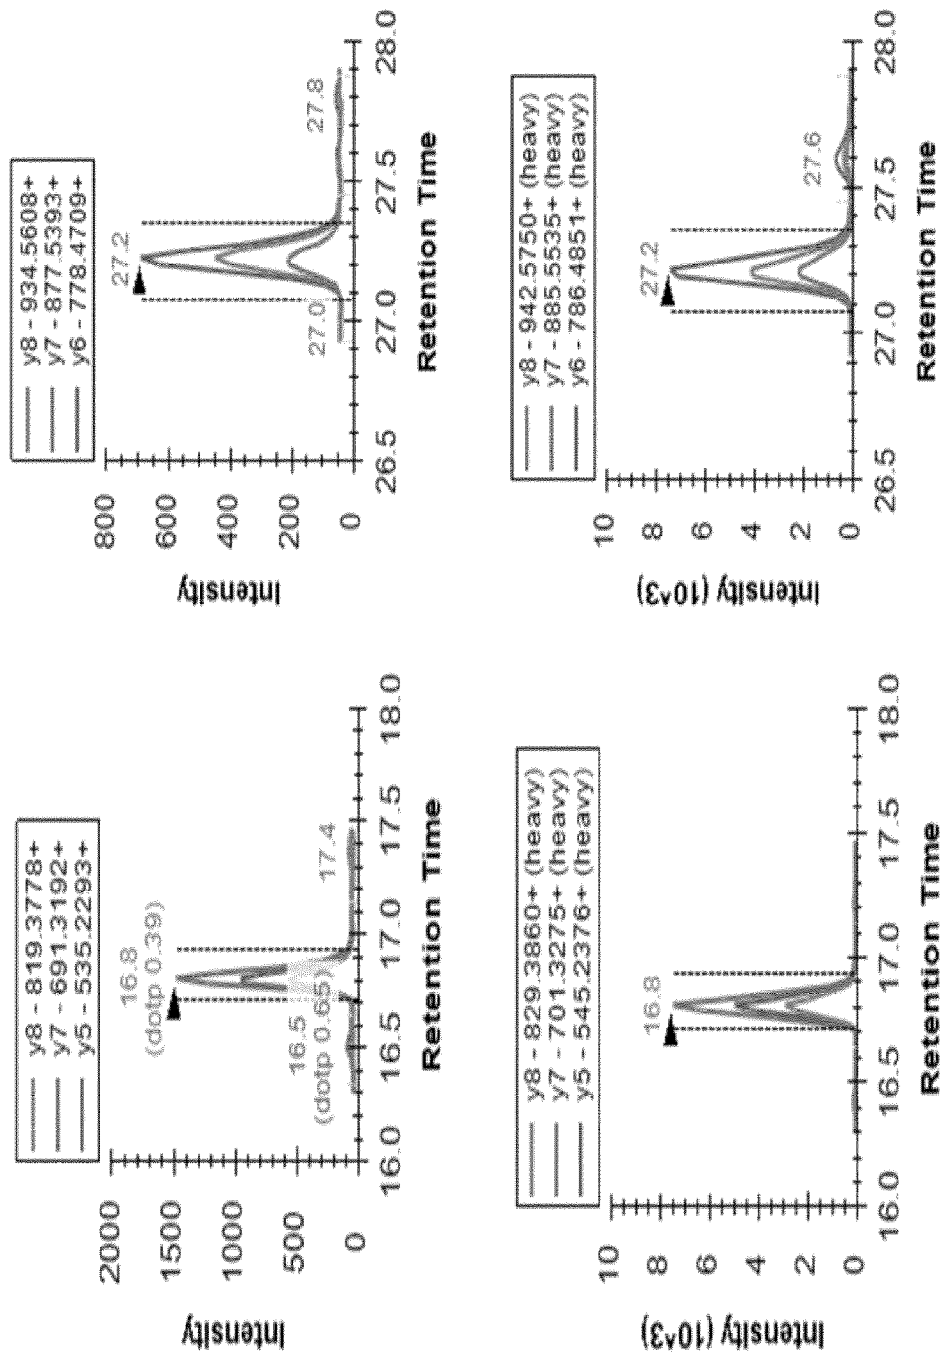 y8 - 819.3778+
y7 - 691.3192+
y5 - 535.2293+
2000
1500
1000
500
0
Intensity
16.8
(dotp 0.39)
16.5
(dotp 0.65)
17.4
16.0
16.5
17.0
17.5
18.0
Retention Time
y8 - 934.5608+
y7 - 877.5393+
y6 - 778.4709+
800
600
400
200
0
Intensity
27.2
27.0
27.8
26.5
27.0
27.5
28.0
Retention Time
y8 - 829.3860+ (heavy)
y7 - 701.3275+ (heavy)
y5 - 545.2376+ (heavy)
10
8
6
4
2
0
Intensity (10^3)
16.8
16.0
16.5
17.0
17.5
18.0
Retention Time
y8 - 942.5750+ (heavy)
y7 - 885.5535+ (heavy)
y6 - 786.4851+ (heavy)
10
8
6
4
2
0
Intensity (10^3)
27.2
27.6
26.5
27.0
27.5
28.0
Retention Time